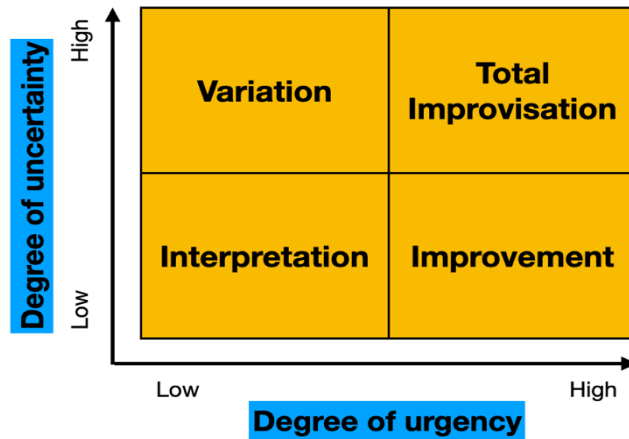 High
Degree of uncertainty
Low
Variation
Total
Improvisation
Interpretation
Improvement
Low
High
Degree of urgency